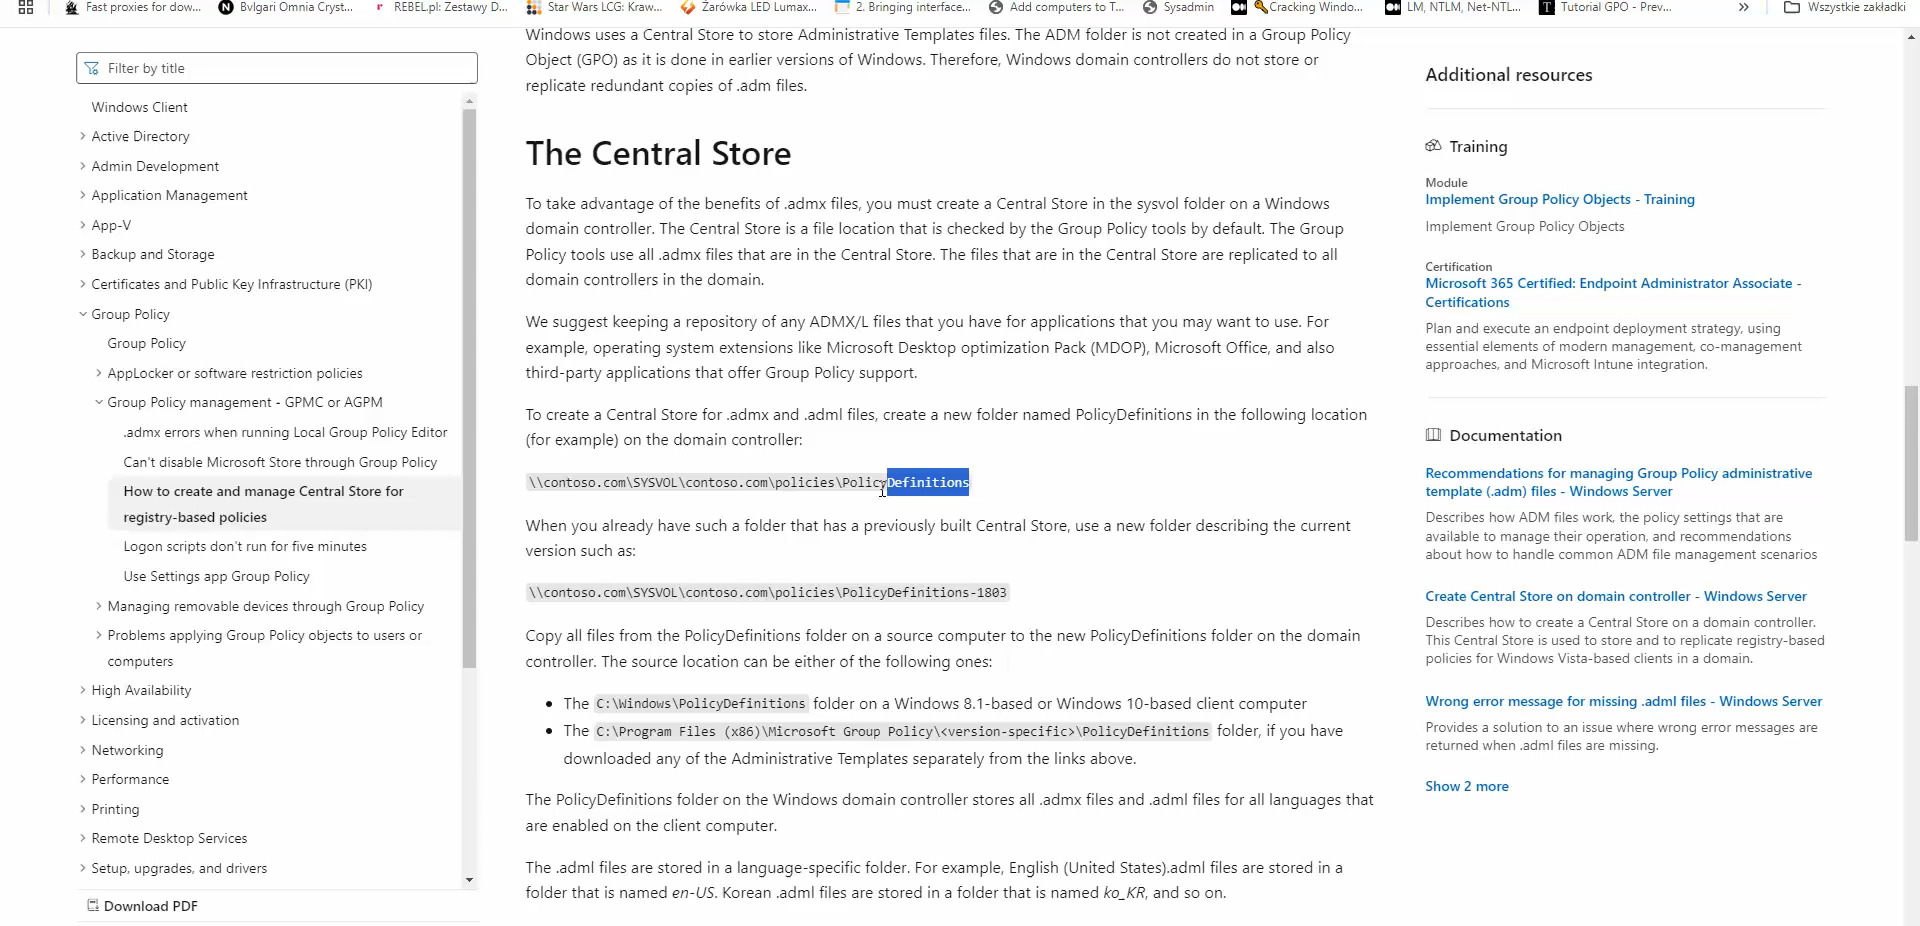 Fast proxies for dow...
Bvlgari Omnia Cryst...
REBEL.pl: Zestawy D...
Star Wars LCG: Kraw...
Żarówka LED Lumax...
2. Bringing interface...
Add computers to T...
Sysadmin
Cracking Windo...
LM, NTLM, Net-NTL...
Tutorial GPO - Prev...
Wszystkie zakładki
Filter by title
Windows Client
Active Directory
Admin Development
Application Management
App-V
Backup and Storage
Certificates and Public Key Infrastructure (PKI)
Group Policy
Group Policy
AppLocker or software restriction policies
Group Policy management - GPMC or AGPM
.admx errors when running Local Group Policy Editor
Can't disable Microsoft Store through Group Policy
How to create and manage Central Store for
registry-based policies
Logon scripts don't run for five minutes
Use Settings app Group Policy
Managing removable devices through Group Policy
Problems applying Group Policy objects to users or
computers
High Availability
Licensing and activation
Networking
Performance
Printing
Remote Desktop Services
Setup, upgrades, and drivers
Download PDF
Windows uses a Central Store to store Administrative Templates files. The ADM folder is not created in a Group Policy
Object (GPO) as it is done in earlier versions of Windows. Therefore, Windows domain controllers do not store or
replicate redundant copies of .adm files.
The Central Store
To take advantage of the benefits of .admx files, you must create a Central Store in the sysvol folder on a Windows
domain controller. The Central Store is a file location that is checked by the Group Policy tools by default. The Group
Policy tools use all .admx files that are in the Central Store. The files that are in the Central Store are replicated to all
domain controllers in the domain.
We suggest keeping a repository of any ADMX/L files that you have for applications that you may want to use. For
example, operating system extensions like Microsoft Desktop optimization Pack (MDOP), Microsoft Office, and also
third-party applications that offer Group Policy support.
To create a Central Store for .admx and .adml files, create a new folder named PolicyDefinitions in the following location
(for example) on the domain controller:
\\contoso.com\SYSVOL\contoso.com\policies\PolicyDefinitions
When you already have such a folder that has a previously built Central Store, use a new folder describing the current
version such as:
\\contoso.com\SYSVOL\contoso.com\policies\PolicyDefinitions-1803
Copy all files from the PolicyDefinitions folder on a source computer to the new PolicyDefinitions folder on the domain
controller. The source location can be either of the following ones:
The C:\Windows\PolicyDefinitions folder on a Windows 8.1-based or Windows 10-based client computer
The C:\Program Files (x86)\Microsoft Group Policy\<version-specific>\PolicyDefinitions folder, if you have
downloaded any of the Administrative Templates separately from the links above.
The PolicyDefinitions folder on the Windows domain controller stores all .admx files and .adml files for all languages that
are enabled on the client computer.
The .adml files are stored in a language-specific folder. For example, English (United States).adml files are stored in a
folder that is named en-US. Korean .adml files are stored in a folder that is named ko_KR, and so on.
Additional resources
Training
Module
Implement Group Policy Objects - Training
Implement Group Policy Objects
Certification
Microsoft 365 Certified: Endpoint Administrator Associate -
Certifications
Plan and execute an endpoint deployment strategy, using
essential elements of modern management, co-management
approaches, and Microsoft Intune integration.
Documentation
Recommendations for managing Group Policy administrative
template (.adm) files - Windows Server
Describes how ADM files work, the policy settings that are
available to manage their operation, and recommendations
about how to handle common ADM file management scenarios
Create Central Store on domain controller - Windows Server
Describes how to create a Central Store on a domain controller.
This Central Store is used to store and to replicate registry-based
policies for Windows Vista-based clients in a domain.
Wrong error message for missing .adml files - Windows Server
Provides a solution to an issue where wrong error messages are
returned when .adml files are missing.
Show 2 more